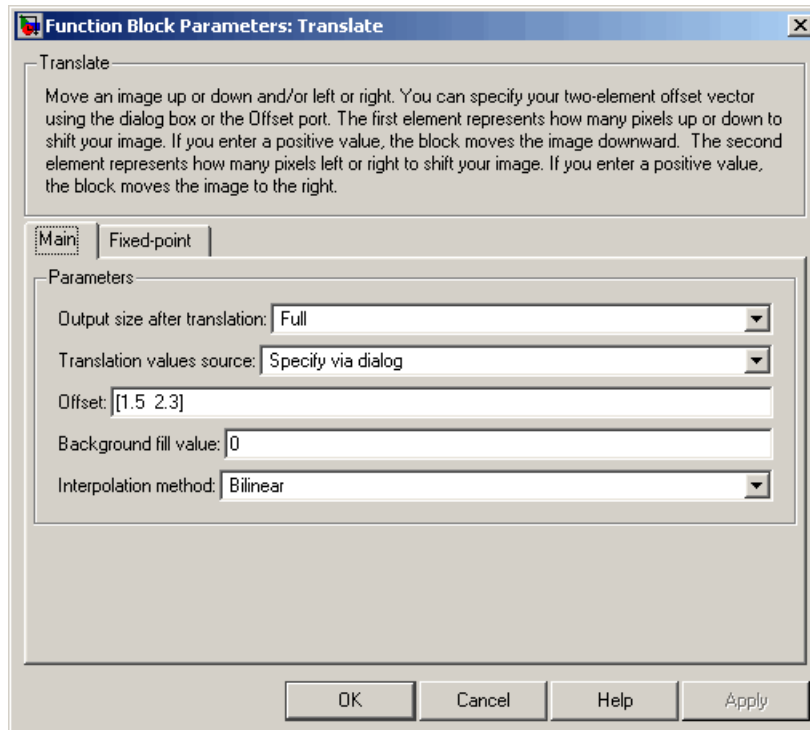 Function Block Parameters: Translate
Translate
Move an image up or down and/or left or right. You can specify your two-element offset vector
using the dialog box or the Offset port. The first element represents how many pixels up or down to
shift your image. If you enter a positive value, the block moves the image downward.  The second
element represents how many pixels left or right to shift your image. If you enter a positive value,
the block moves the image to the right.
Main Fixed-point
Parameters
Output size after translation: Full
Translation values source: Specify via dialog
Offset: [1.5  2.3]
Background fill value: 0
Interpolation method: Bilinear
OK Cancel Help Apply